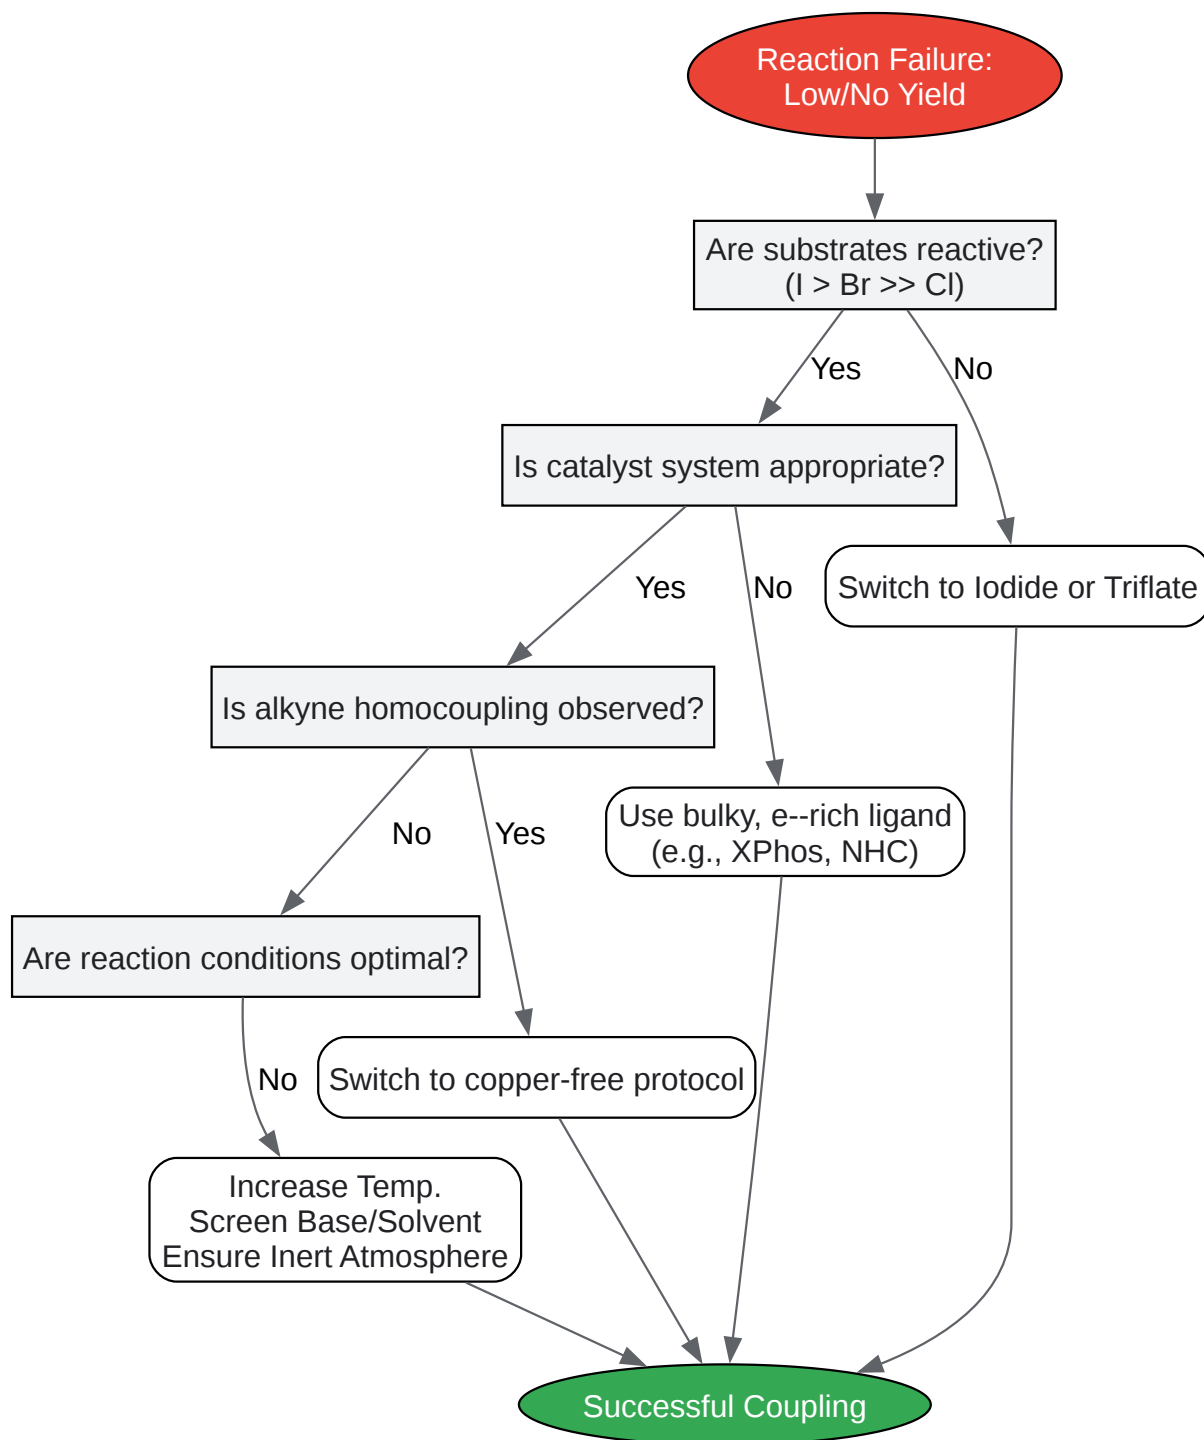 Reaction Failure:
Low/No Yield
Are substrates reactive?
(I > Br >> Cl)
Yes
No
Is catalyst system appropriate?
Switch to Iodide or Triflate
Yes
No
Is alkyne homocoupling observed?
Use bulky, e--rich ligand
(e.g., XPhos, NHC)
No
Yes
Are reaction conditions optimal?
Switch to copper-free protocol
No
Increase Temp.
Screen Base/Solvent
Ensure Inert Atmosphere
Successful Coupling